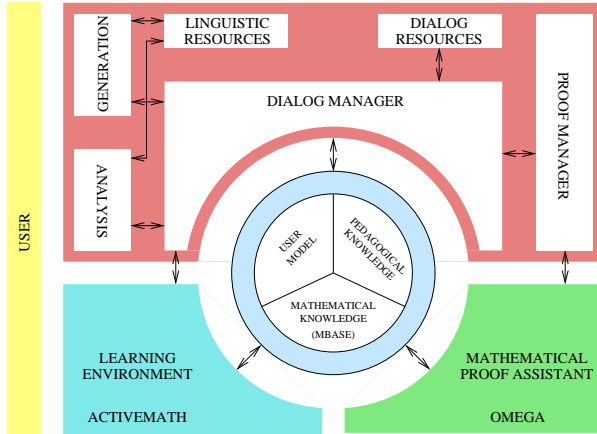 USER
GENERATION
LINGUISTIC
RESOURCES
DIALOG
RESOURCES
DIALOG MANAGER
PROOF MANAGER
ANALYSIS
USER
MODEL
PEDAGOGICAL
KNOWLEDGE
MATHEMATICAL
KNOWLEDGE
(MBASE)
LEARNING
ENVIRONMENT
ACTIVEMATH
MATHEMATICAL
PROOF ASSISTANT
OMEGA